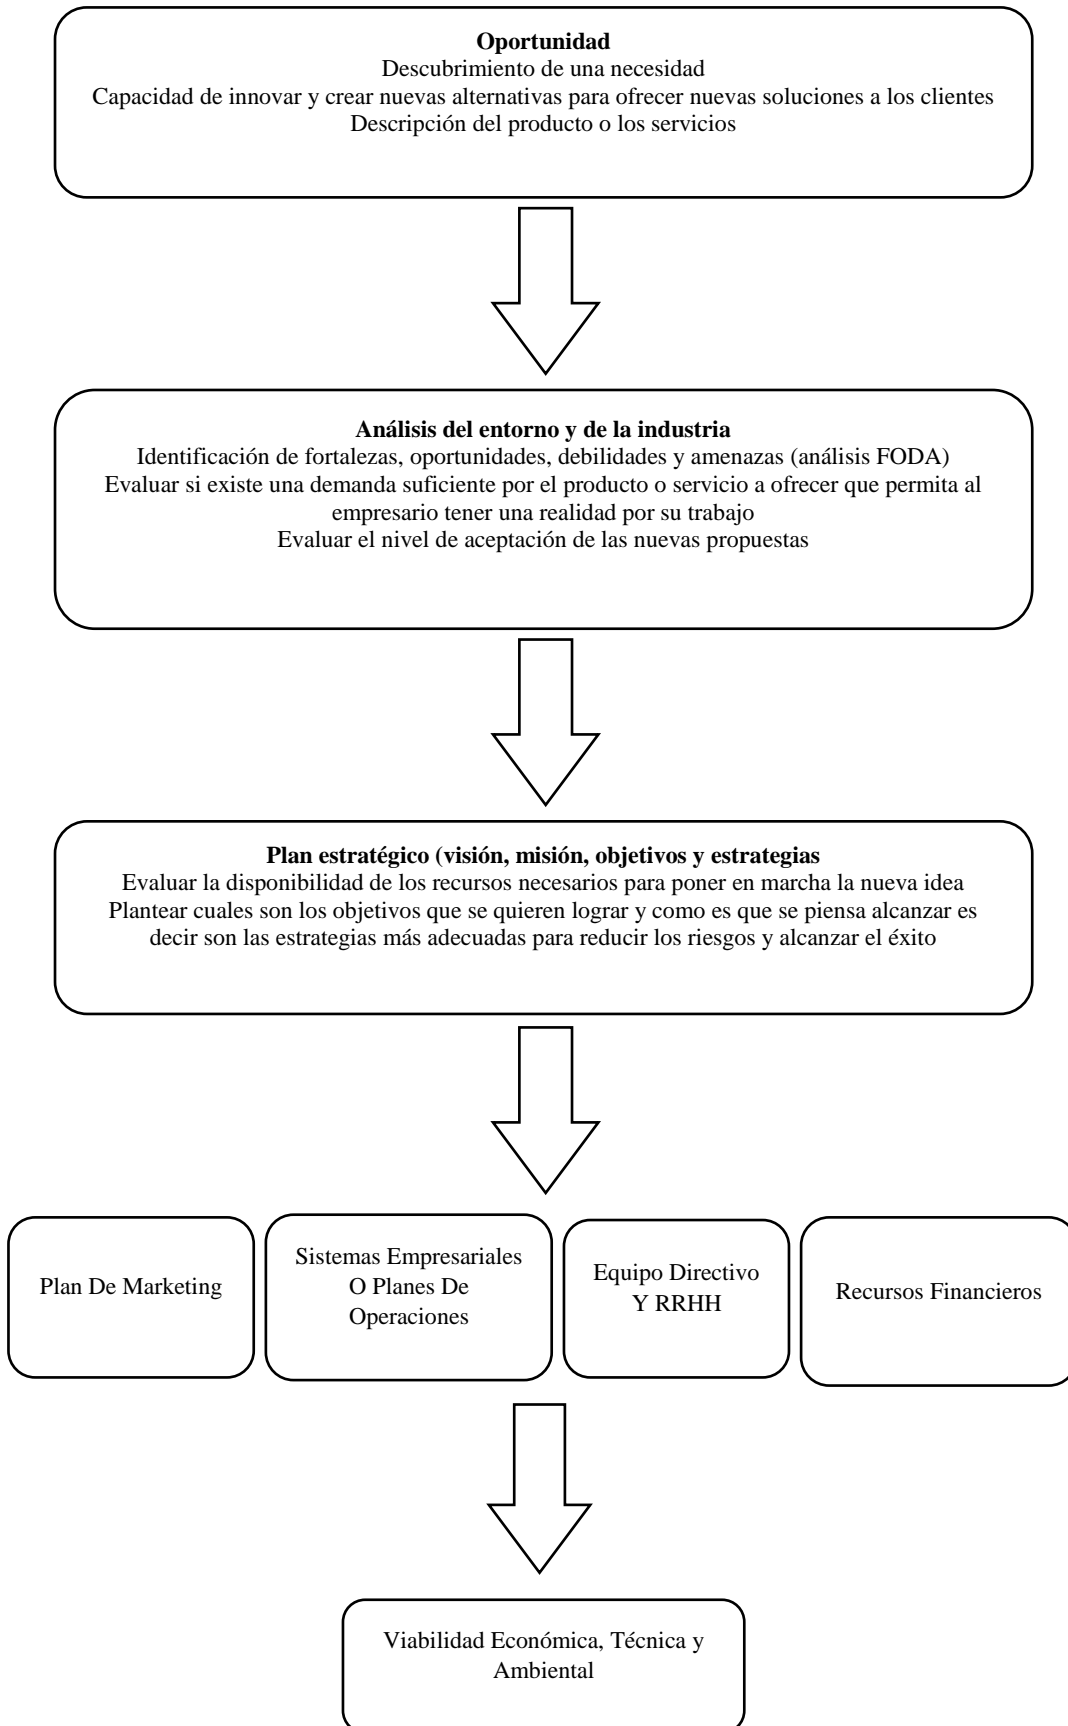 Oportunidad
Descubrimiento de una necesidad
Capacidad de innovar y crear nuevas alternativas para ofrecer nuevas soluciones a los clientes
Descripción del producto o los servicios
Análisis del entorno y de la industria
Identificación de fortalezas, oportunidades, debilidades y amenazas (análisis FODA)
Evaluar si existe una demanda suficiente por el producto o servicio a ofrecer que permita al
empresario tener una realidad por su trabajo
Evaluar el nivel de aceptación de las nuevas propuestas
Plan estratégico (visión, misión, objetivos y estrategias
Evaluar la disponibilidad de los recursos necesarios para poner en marcha la nueva idea
Plantear cuales son los objetivos que se quieren lograr y como es que se piensa alcanzar es
decir son las estrategias más adecuadas para reducir los riesgos y alcanzar el éxito
Plan De Marketing
Sistemas Empresariales
O Planes De
Operaciones
Equipo Directivo
Y RRHH
Recursos Financieros
Viabilidad Económica, Técnica y
Ambiental